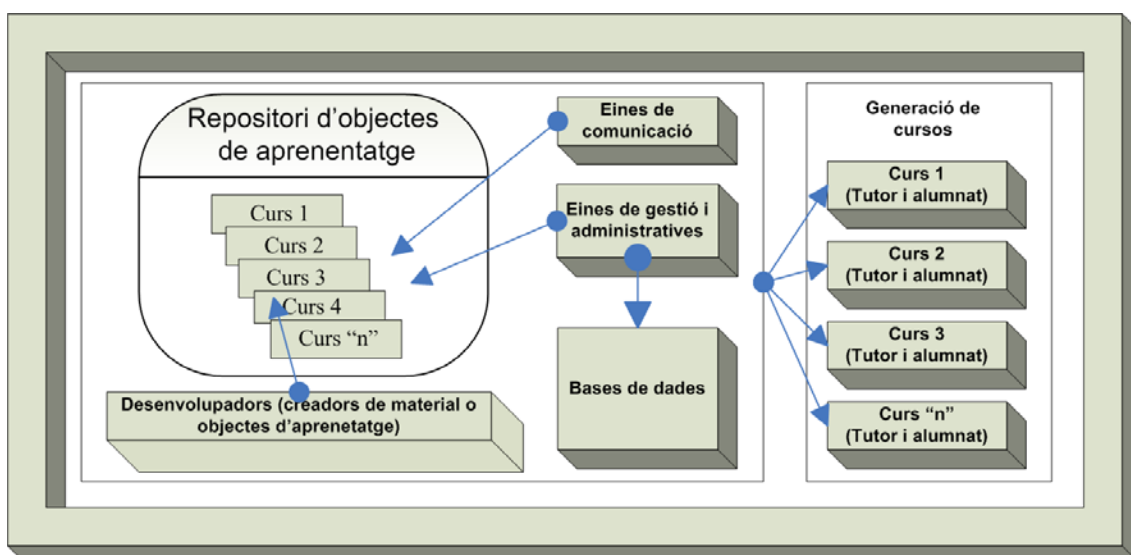 Repositori d'objectes
de aprenentatge
Curs 1
Curs 2
Curs 3
Curs 4
Curs “n”
Desenvolupadors (creadors de material o
objectes d'aprenetatge)
Eines de
comunicació
Eines de gestió i
administratives
Bases de dades
Generació de
cursos
Curs 1
(Tutor i alumnat)
Curs 2
(Tutor i alumnat)
Curs 3
(Tutor i alumnat)
Curs “n”
(Tutor i alumnat)